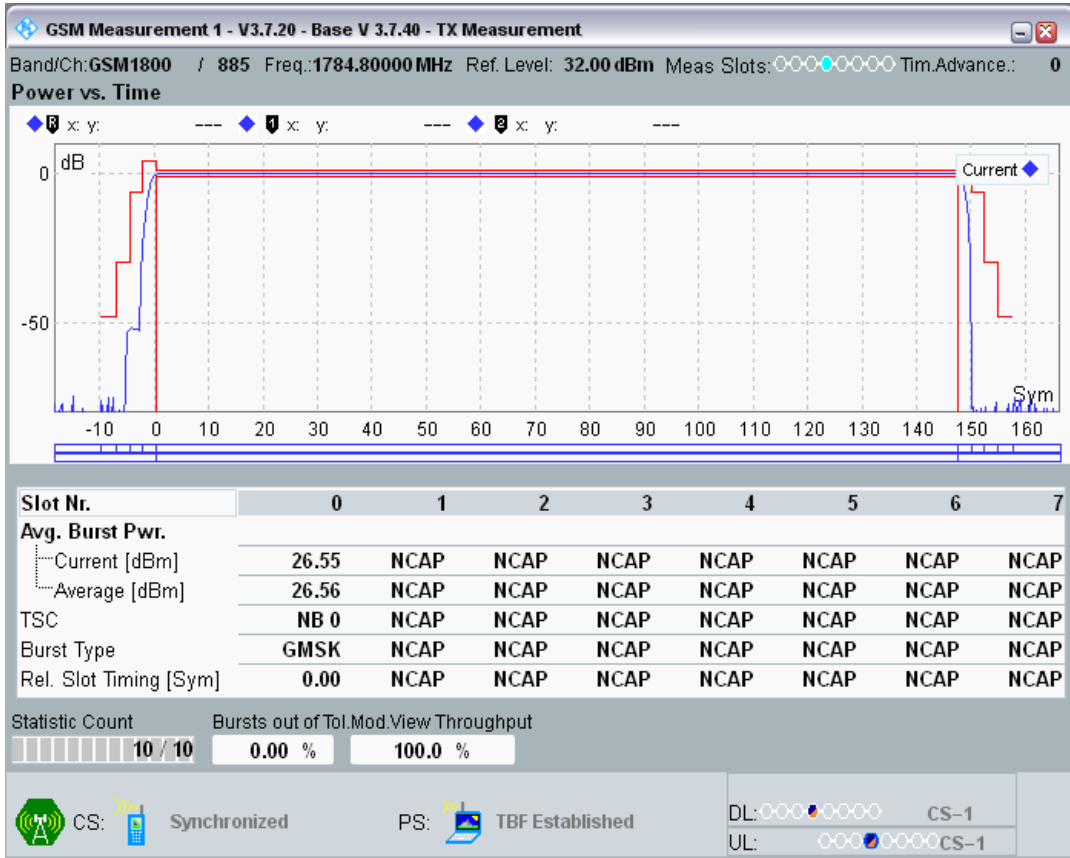 GSM Measurement 1 - V3.7.20 - Base V 3.7.40 - TX Measurement
Band/Ch:GSM1800 / 885 Freq.:1784.80000 MHz Ref. Level: 32.00 dBm Meas Slots: Tim.Advance.: 0
Power vs. Time
R x: y: --- 1 x: y: --- 2 x: y: ---
dB
Current
0
-50
Sym
-10 0 10 20 30 40 50 60 70 80 90 100 110 120 130 140 150 160
Slot Nr. 0 1 2 3 4 5 6 7
Avg. Burst Pwr.
Current [dBm] 26.55 NCAP NCAP NCAP NCAP NCAP NCAP NCAP
Average [dBm] 26.56 NCAP NCAP NCAP NCAP NCAP NCAP NCAP
TSC NB 0 NCAP NCAP NCAP NCAP NCAP NCAP NCAP
Burst Type GMSK NCAP NCAP NCAP NCAP NCAP NCAP NCAP
Rel. Slot Timing [Sym] 0.00 NCAP NCAP NCAP NCAP NCAP NCAP NCAP
Statistic Count Bursts out of Tol.Mod.View Throughput
10 / 10 0.00 % 100.0 %
CS: Synchronized PS: TBF Established
DL: CS-1
UL: CS-1